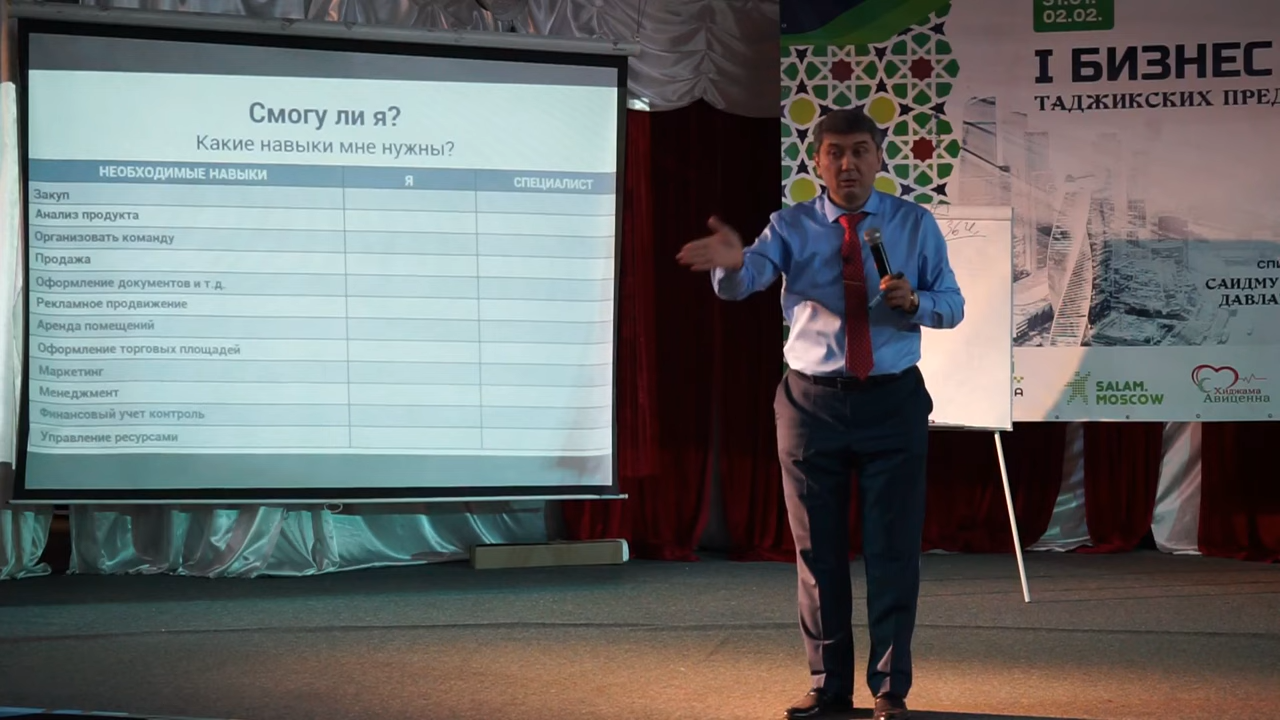 Смогу ли я?
Какие навыки мне нужны?
НЕОБХОДИМЫЕ НАВЫКИ Я СПЕЦИАЛИСТ
Закуп
Анализ продукта
Организовать команду
Продажа
Оформление документов и т.д.
Рекламное продвижение
Аренда помещений
Оформление торговых площадей
Маркетинг
Менеджмент
Финансовый учет контроль
Управление ресурсами
02.02.
I БИЗНЕС
ТАДЖИКСКИХ ПРЕД
СПИ
САИДМУ
ДАВЛА
SALAM.
MOSCOW
Хиджама
Авиценна